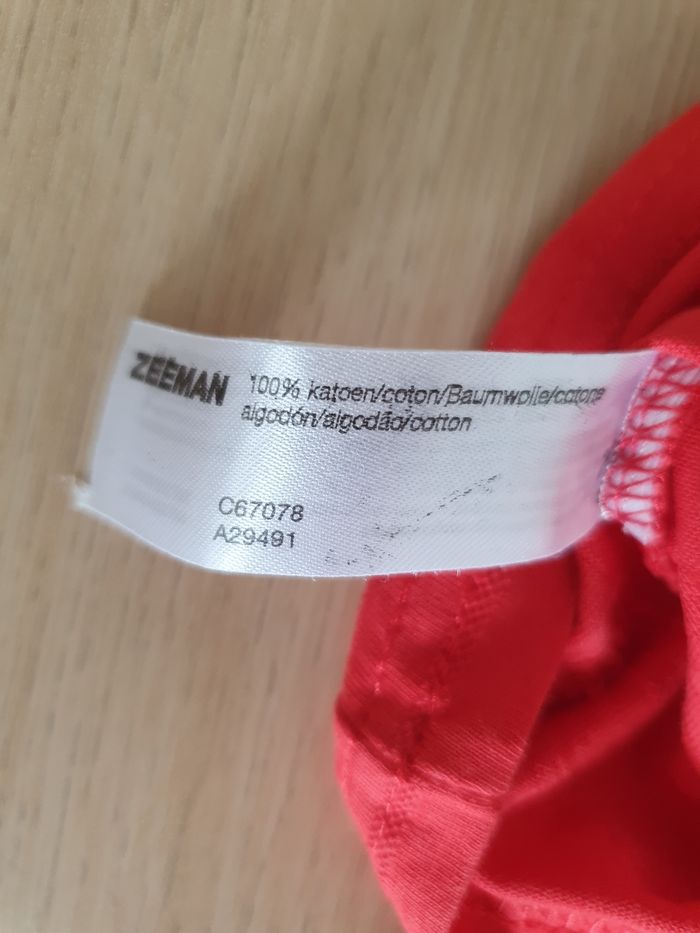 ZEEMAN
100% katoen/coton/Baumwolle/cotone
algodón/algodão/cotton
C67078
A29491